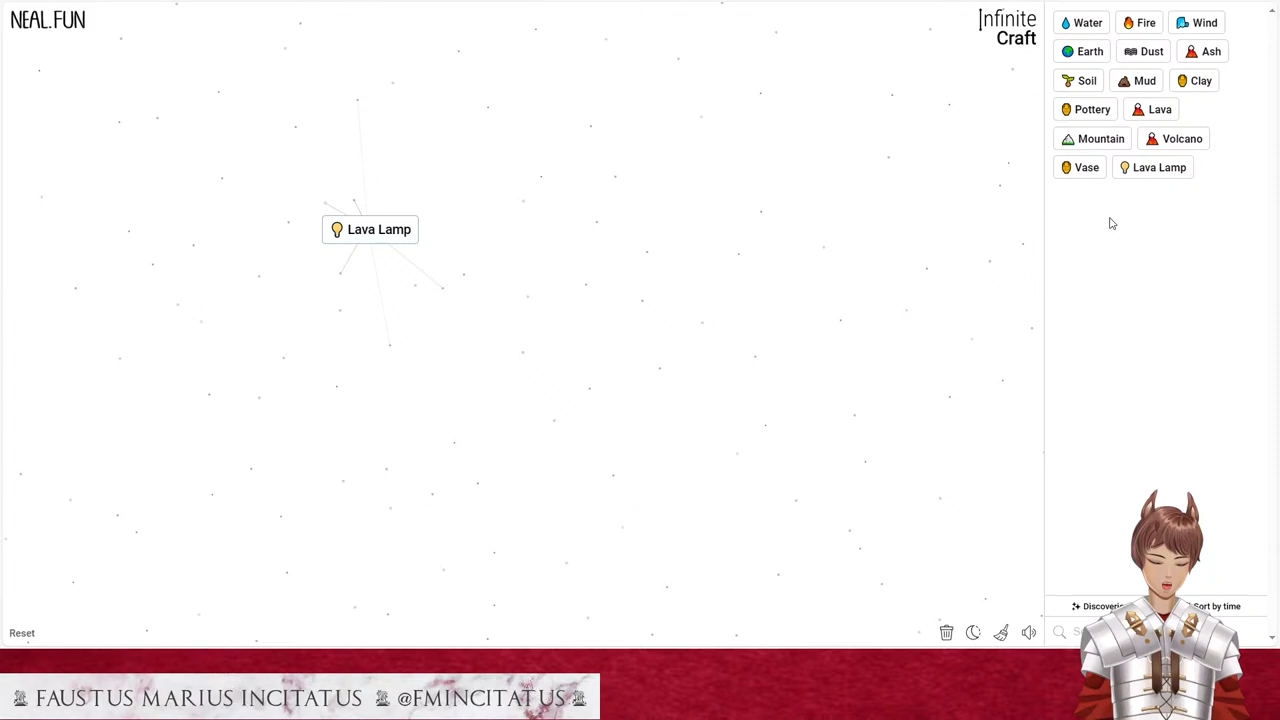 NEAL.FUN
Infinite
Craft
Water
Fire
Wind
Earth
Dust
Ash
Soil
Mud
Clay
Pottery
Lava
Mountain
Volcano
Vase
Lava Lamp
Lava Lamp
Discoveries
Sort by time
Reset
FAUSTUS MARIUS INCITATUS @FMINCITATUS